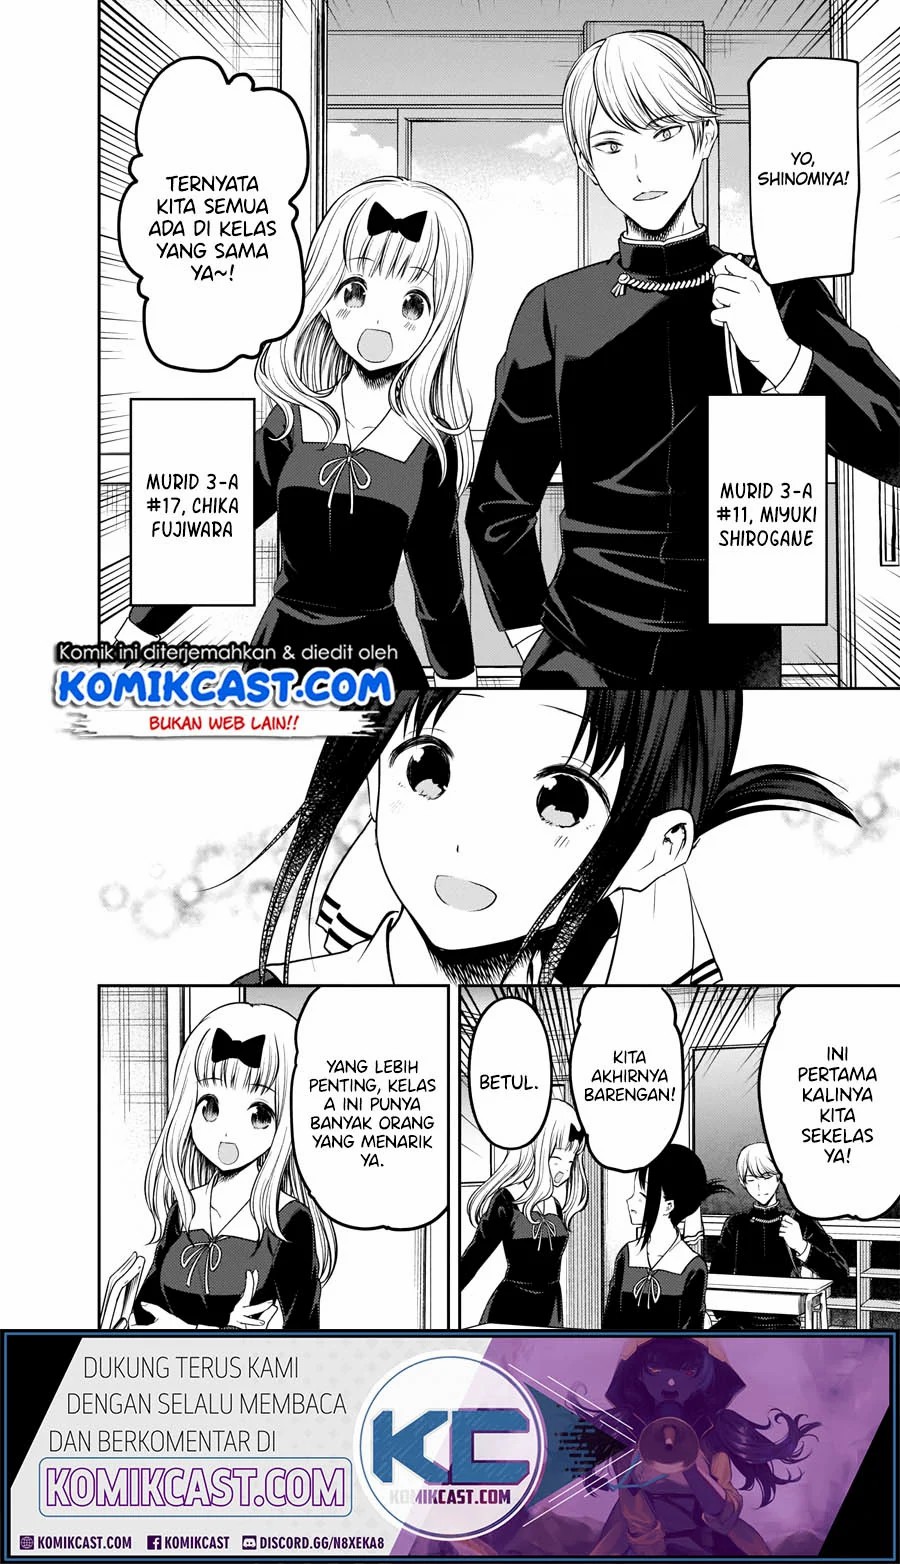 YO,
SHINOMIYA!
TERNYATA
KITA SEMUA
ADA DI KELAS
YANG SAMA
YA~!
MURID 3-A
#11, MIYUKI
SHIROGANE
MURID 3-A
#17, CHIKA
FUJIWARA
Komik ini diterjemahkan & diedit oleh
KOMIKCAST.COM
BUKAN WEB LAIN!!
INI
PERTAMA
KALINYA
KITA
SEKELAS
YA!
KITA
AKHIRNYA
BARENGAN!
BETUL.
YANG LEBIH
PENTING, KELAS
A INI PUNYA
BANYAK ORANG
YANG MENARIK
YA.
DUKUNG TERUS KAMI
DENGAN SELALU MEMBACA
DAN BERKOMENTAR DI
KOMIKCAST.COM
KC
KOMIKCAST.COM
KOMIKCAST.COM
KOMIKCAST
DISCORD.GG/N8XEKA8